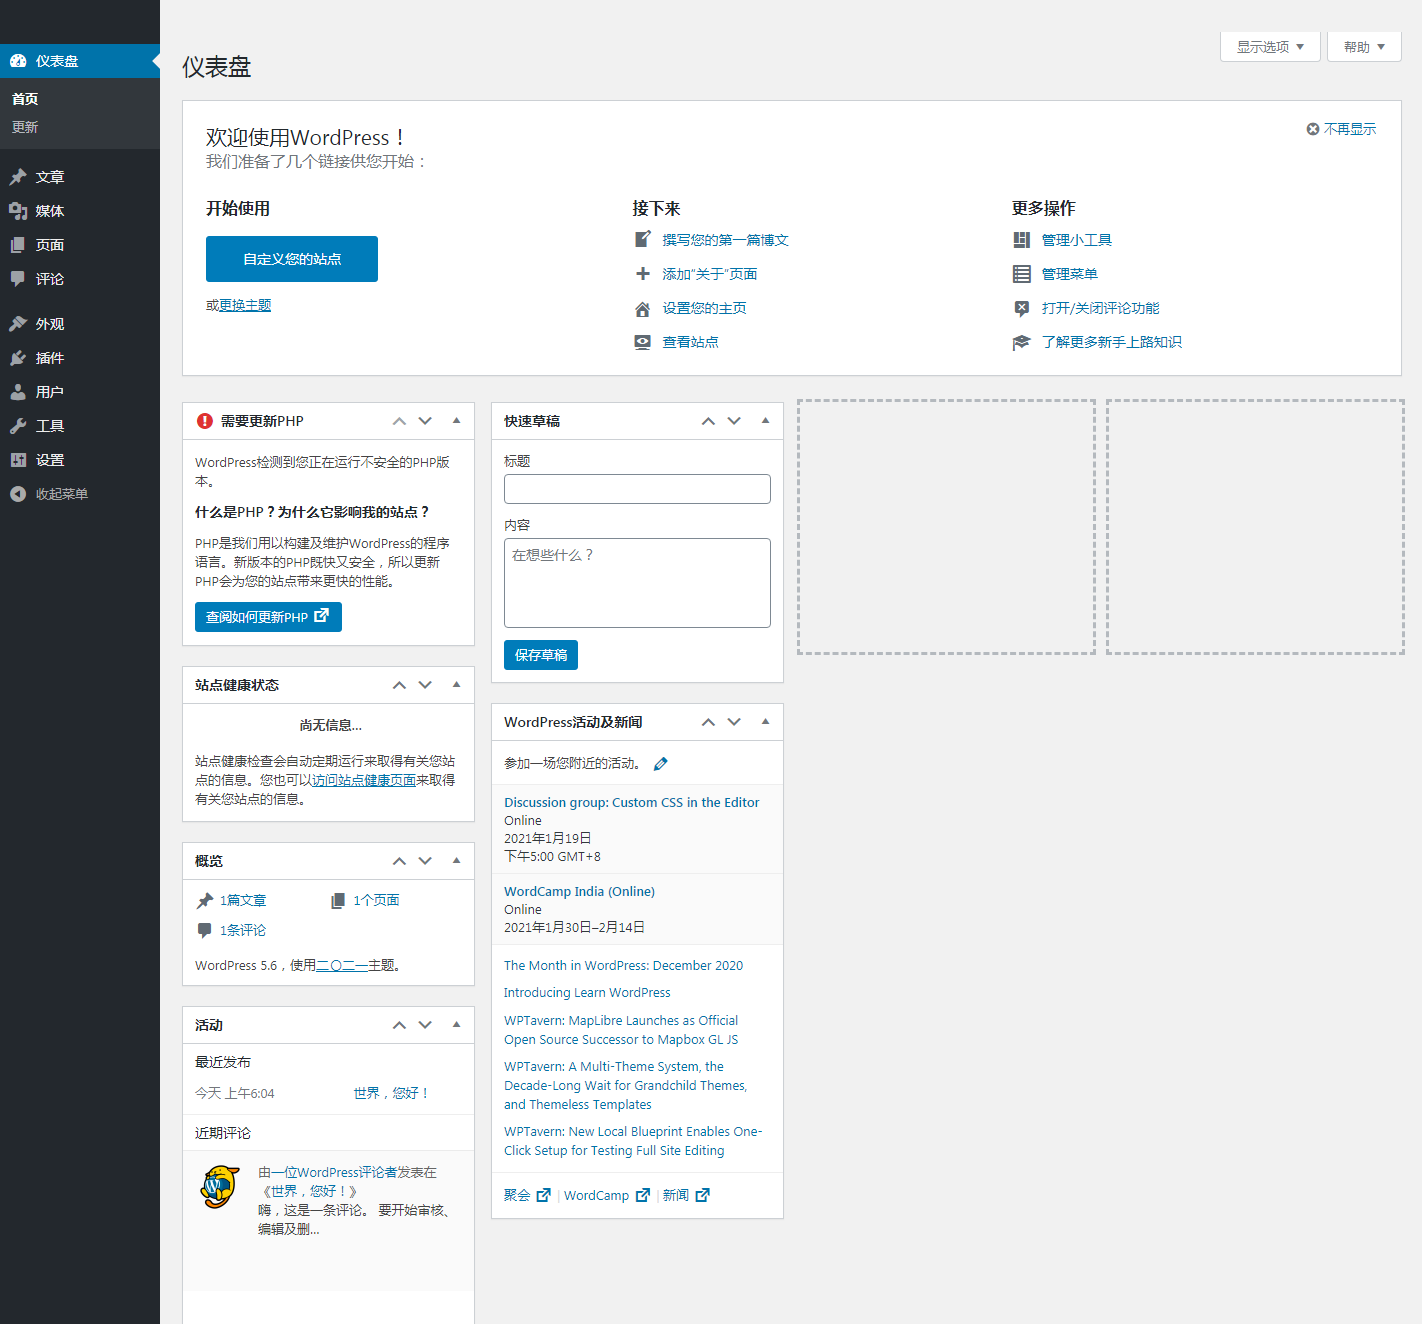 仪表盘
首页
更新
文章
媒体
页面
评论
外观
插件
用户
工具
设置
收起菜单
显示选项
帮助
仪表盘
欢迎使用WordPress！
我们准备了几个链接供您开始：
不再显示
开始使用
自定义您的站点
或更换主题
接下来
撰写您的第一篇博文
添加“关于”页面
设置您的主页
查看站点
更多操作
管理小工具
管理菜单
打开/关闭评论功能
了解更多新手上路知识
需要更新PHP
WordPress检测到您正在运行不安全的PHP版
本。
什么是PHP？为什么它影响我的站点？
PHP是我们用以构建及维护WordPress的程序
语言。新版本的PHP既快又安全，所以更新
PHP会为您的站点带来更快的性能。
查阅如何更新PHP
站点健康状态
尚无信息…
站点健康检查会自动定期运行来取得有关您站
点的信息。您也可以访问站点健康页面来取得
有关您站点的信息。
概览
1篇文章
1个页面
1条评论
WordPress 5.6，使用二〇二一主题。
活动
最近发布
今天 上午6:04
世界，您好！
近期评论
由一位WordPress评论者发表在
《世界，您好！》
嗨，这是一条评论。 要开始审核、
编辑及删…
快速草稿
标题
内容
在想些什么？
保存草稿
WordPress活动及新闻
参加一场您附近的活动。
Discussion group: Custom CSS in the Editor
Online
2021年1月19日
下午5:00 GMT+8
WordCamp India (Online)
Online
2021年1月30日–2月14日
The Month in WordPress: December 2020
Introducing Learn WordPress
WPTavern: MapLibre Launches as Official
Open Source Successor to Mapbox GL JS
WPTavern: A Multi-Theme System, the
Decade-Long Wait for Grandchild Themes,
and Themeless Templates
WPTavern: New Local Blueprint Enables One-
Click Setup for Testing Full Site Editing
聚会 | WordCamp | 新闻